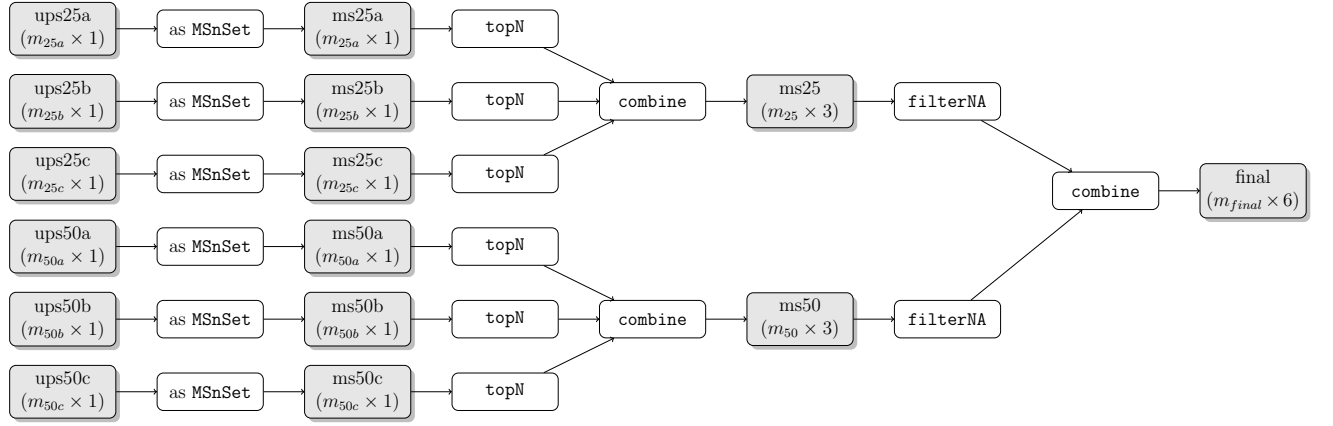 ups25a
(m25a × 1)
as MSnSet
ms25a
(m25a × 1)
topN
ups25b
(m25b × 1)
as MSnSet
ms25b
(m25b × 1)
topN
combine
ms25
(m25 × 3)
filterNA
ups25c
(m25c × 1)
as MSnSet
ms25c
(m25c × 1)
topN
combine
final
(mfinal × 6)
ups50a
(m50a × 1)
as MSnSet
ms50a
(m50a × 1)
topN
ups50b
(m50b × 1)
as MSnSet
ms50b
(m50b × 1)
topN
combine
ms50
(m50 × 3)
filterNA
ups50c
(m50c × 1)
as MSnSet
ms50c
(m50c × 1)
topN